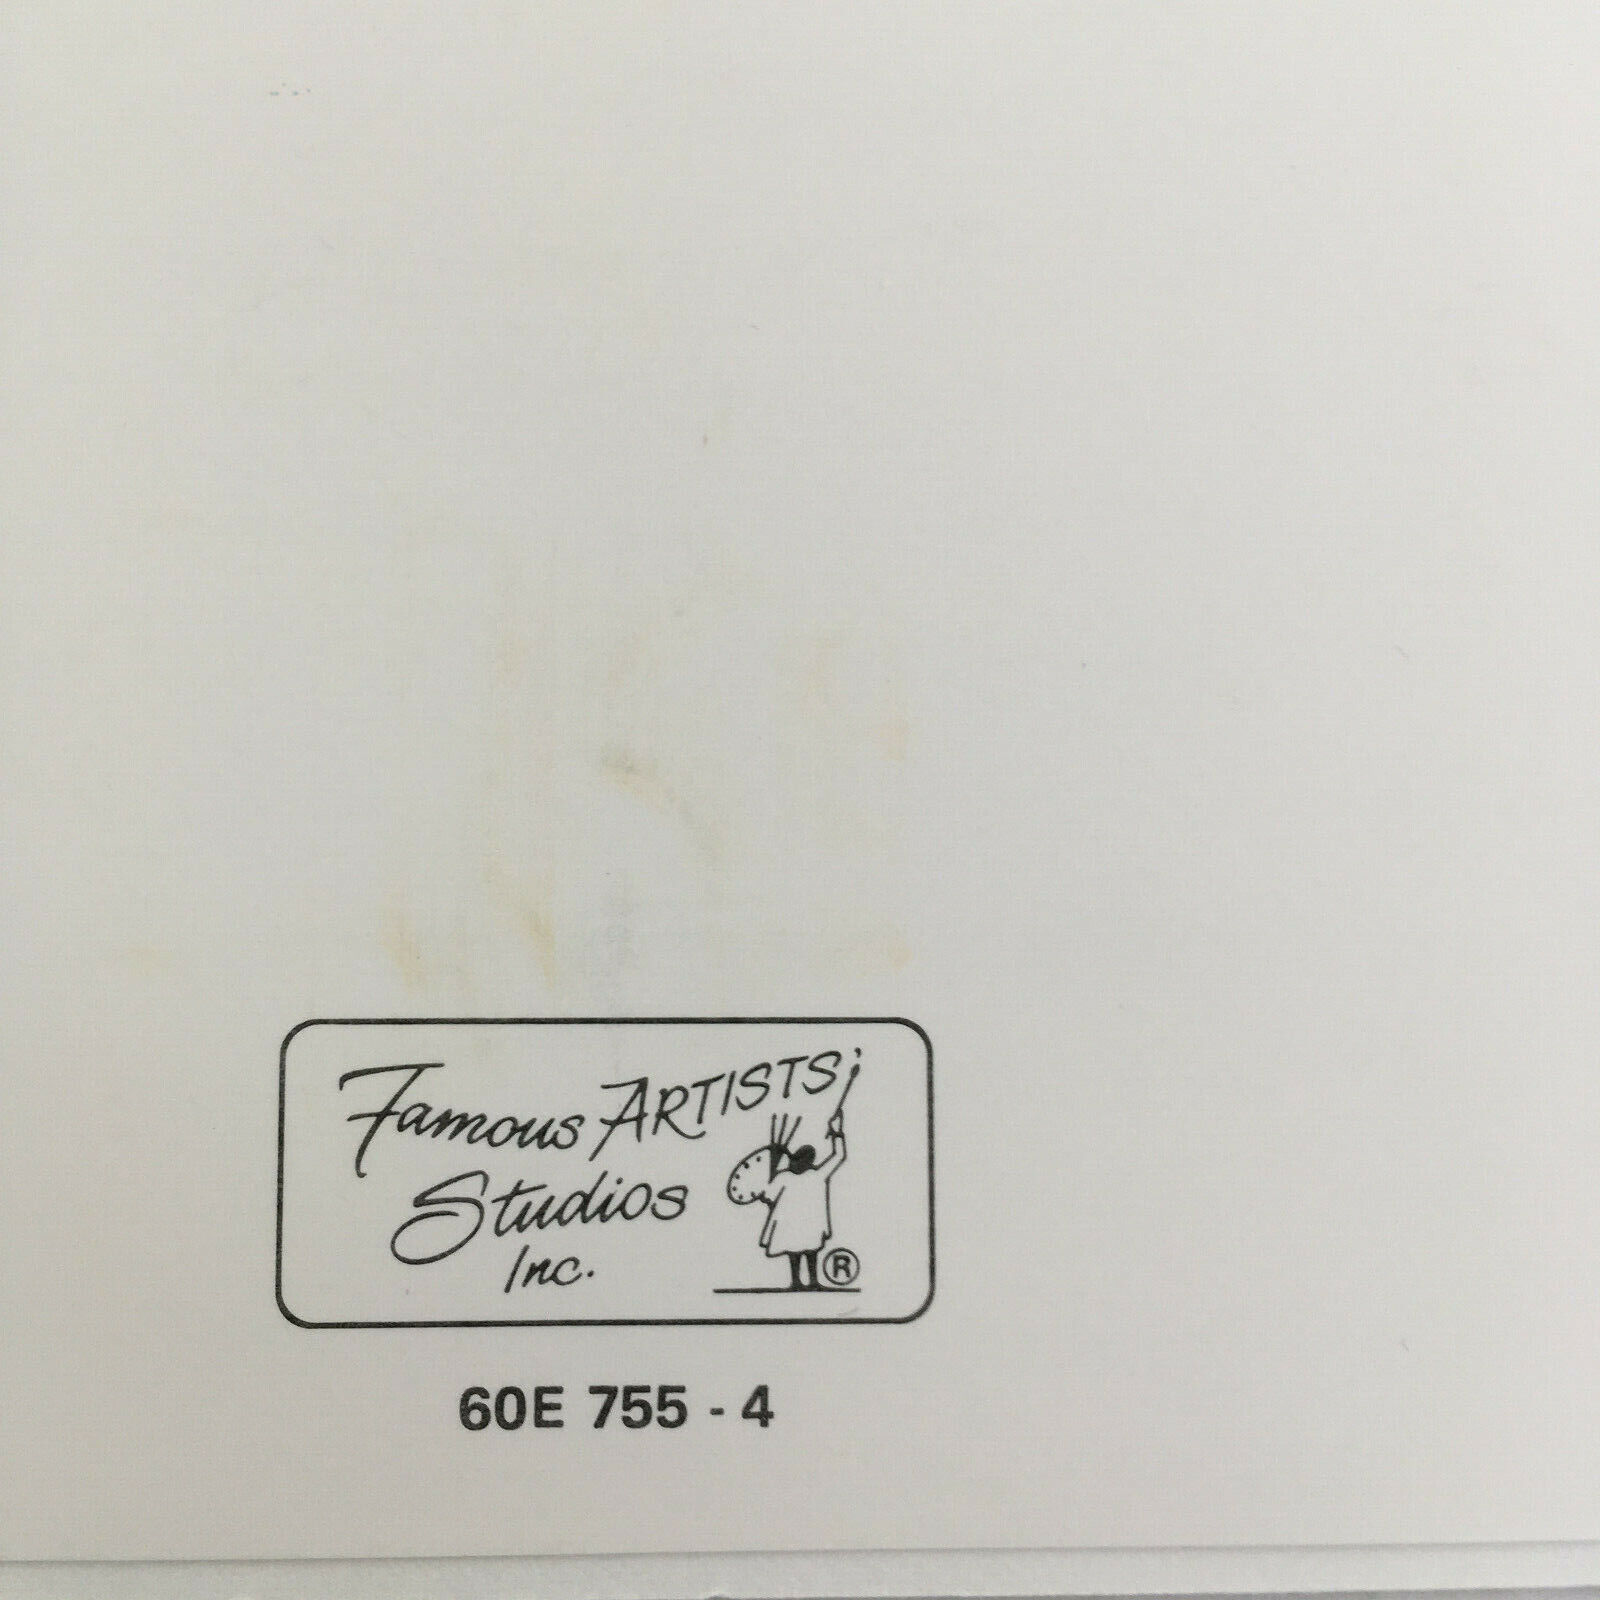 Famous ARTISTS'
Studios
Inc.
®
60E 755 - 4